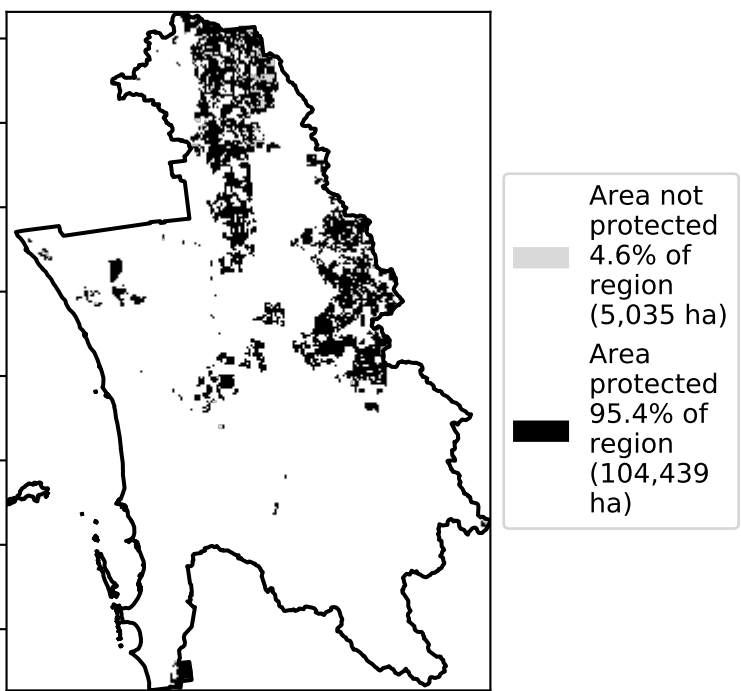 Area not
protected
4.6% of
region
(5,035 ha)
Area
protected
95.4% of
region
(104,439
ha)